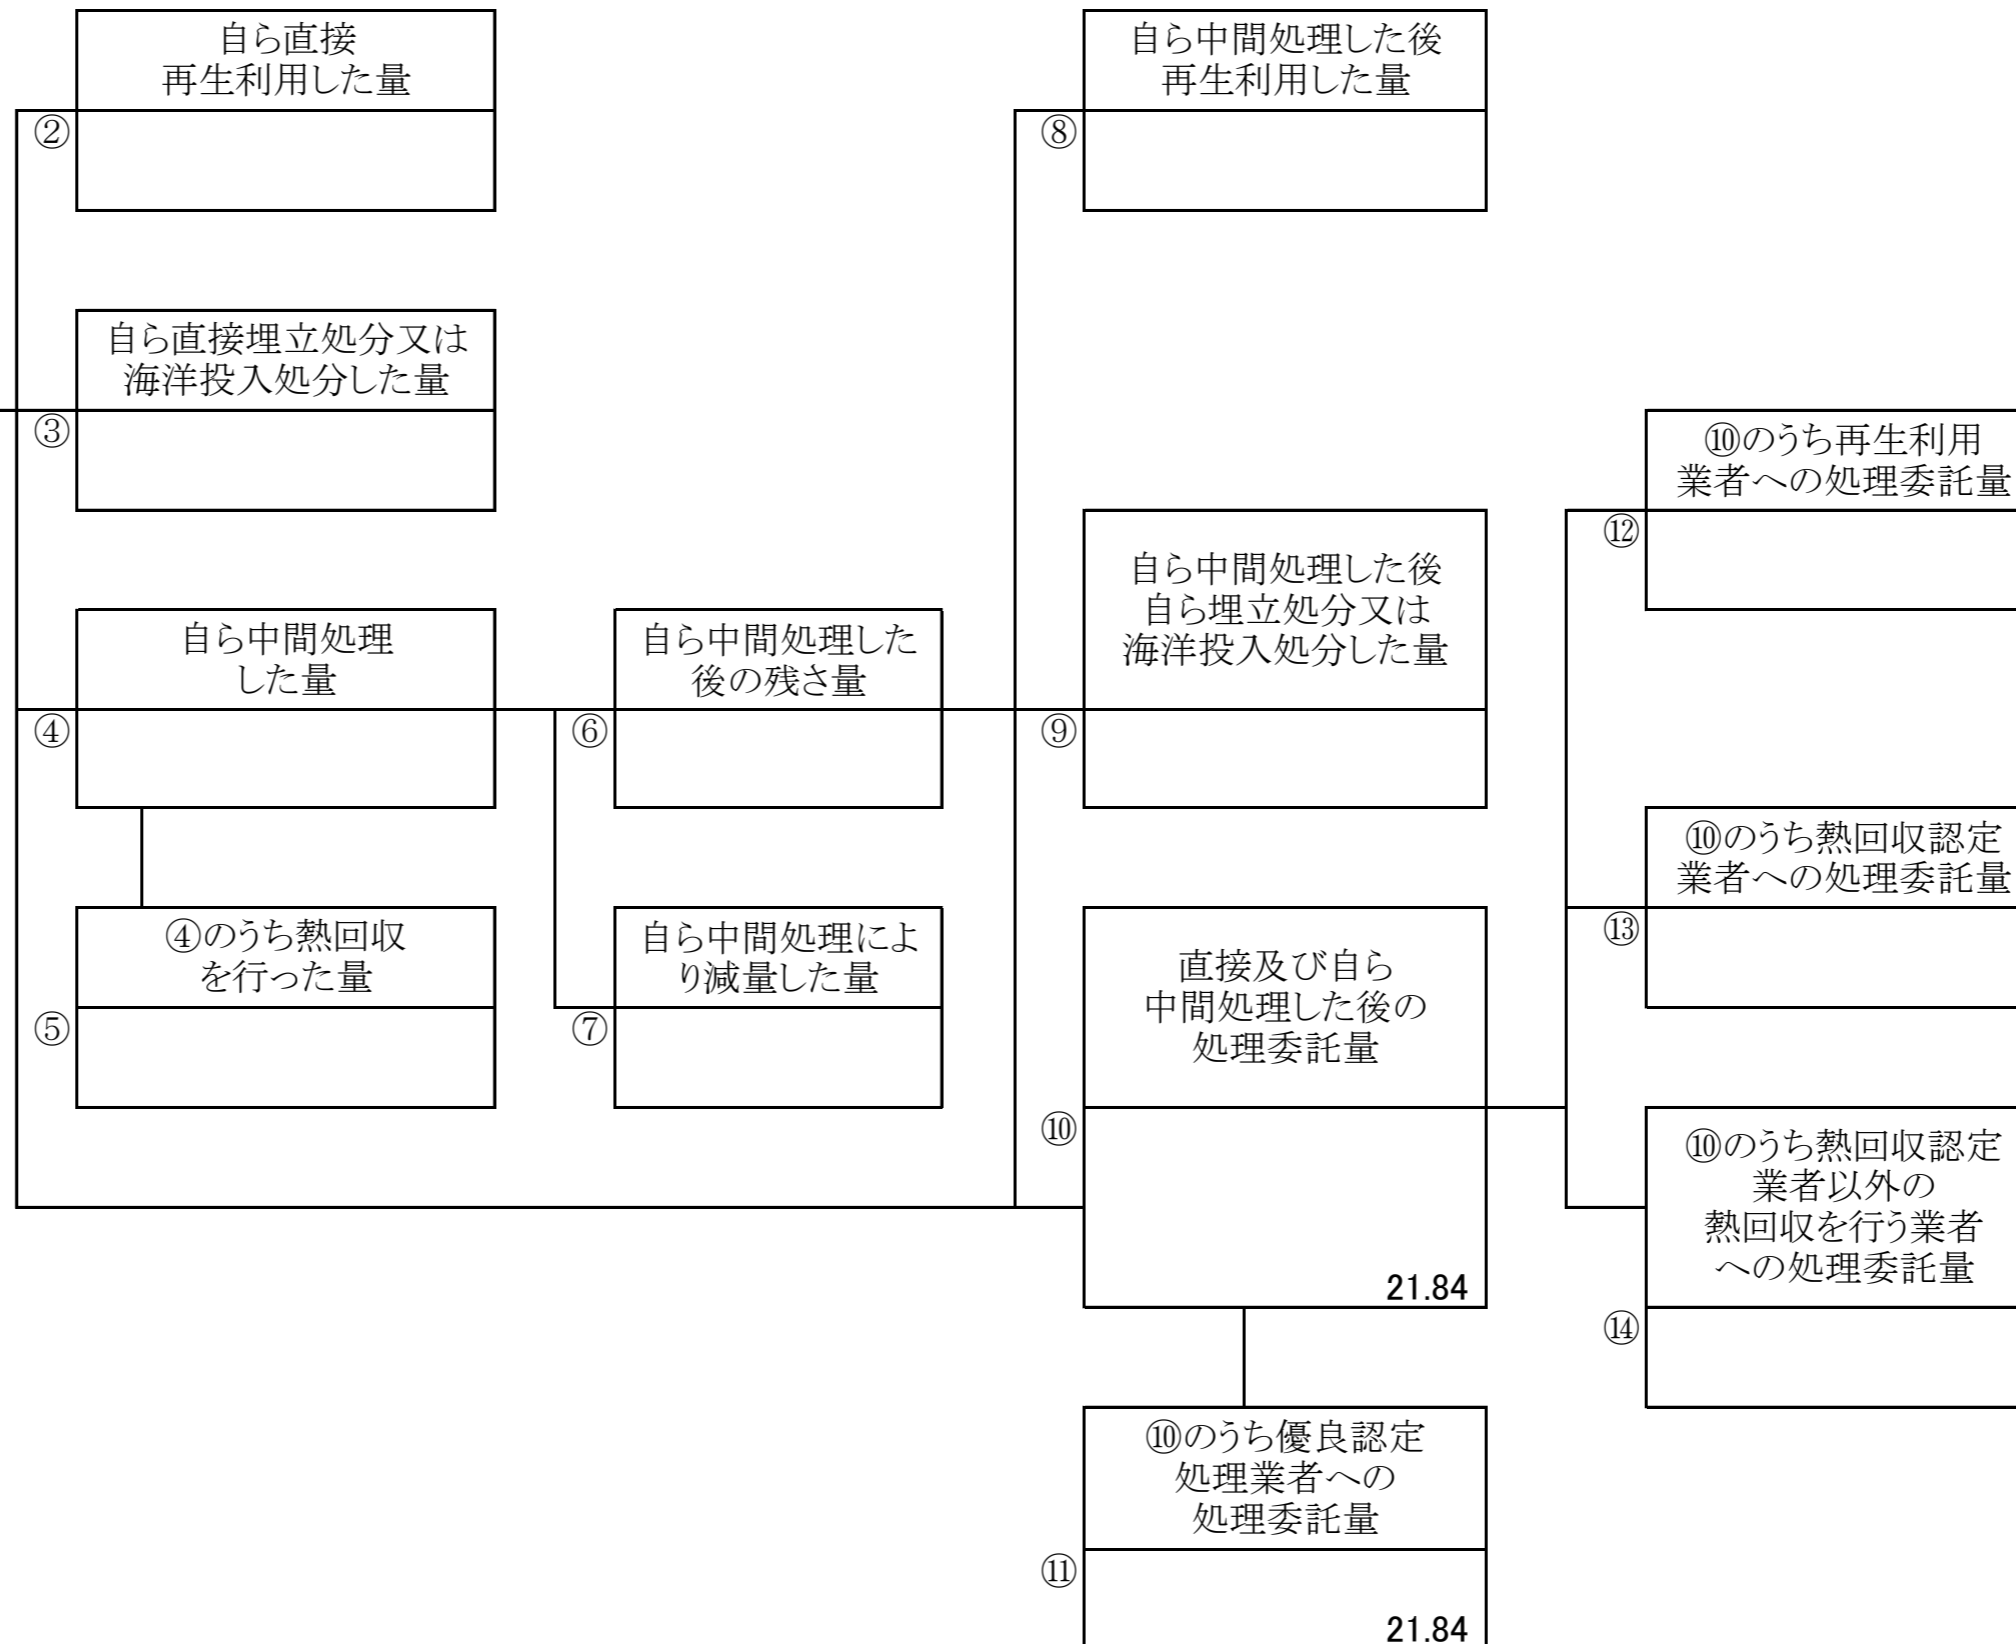 自ら直接
再生利用した量
②
自ら直接埋立処分又は
海洋投入処分した量
③
自ら中間処理
した量
④
④のうち熱回収
を行った量
⑤
自ら中間処理した
後の残さ量
⑥
自ら中間処理によ
り減量した量
⑦
自ら中間処理した後
再生利用した量
⑧
自ら中間処理した後
自ら埋立処分又は
海洋投入処分した量
⑨
直接及び自ら
中間処理した後の
処理委託量
⑩
21.84
⑩のうち優良認定
処理業者への
処理委託量
⑪
21.84
⑩のうち再生利用
業者への処理委託量
⑫
⑩のうち熱回収認定
業者への処理委託量
⑬
⑩のうち熱回収認定
業者以外の
熱回収を行う業者
への処理委託量
⑭